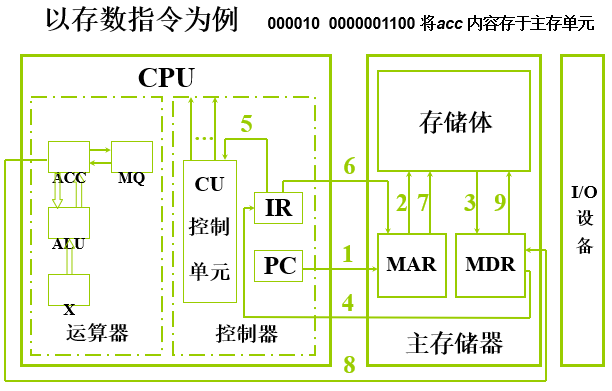 以存数指令为例 000010 0000001100 将acc 内容存于主存单元
CPU
存储体
I/O
设
备
ACC
MQ
ALU
X
运算器
...
CU
控制
单元
IR
PC
控制器
5
6
1
4
8
2
7
3
9
MAR
MDR
主存储器